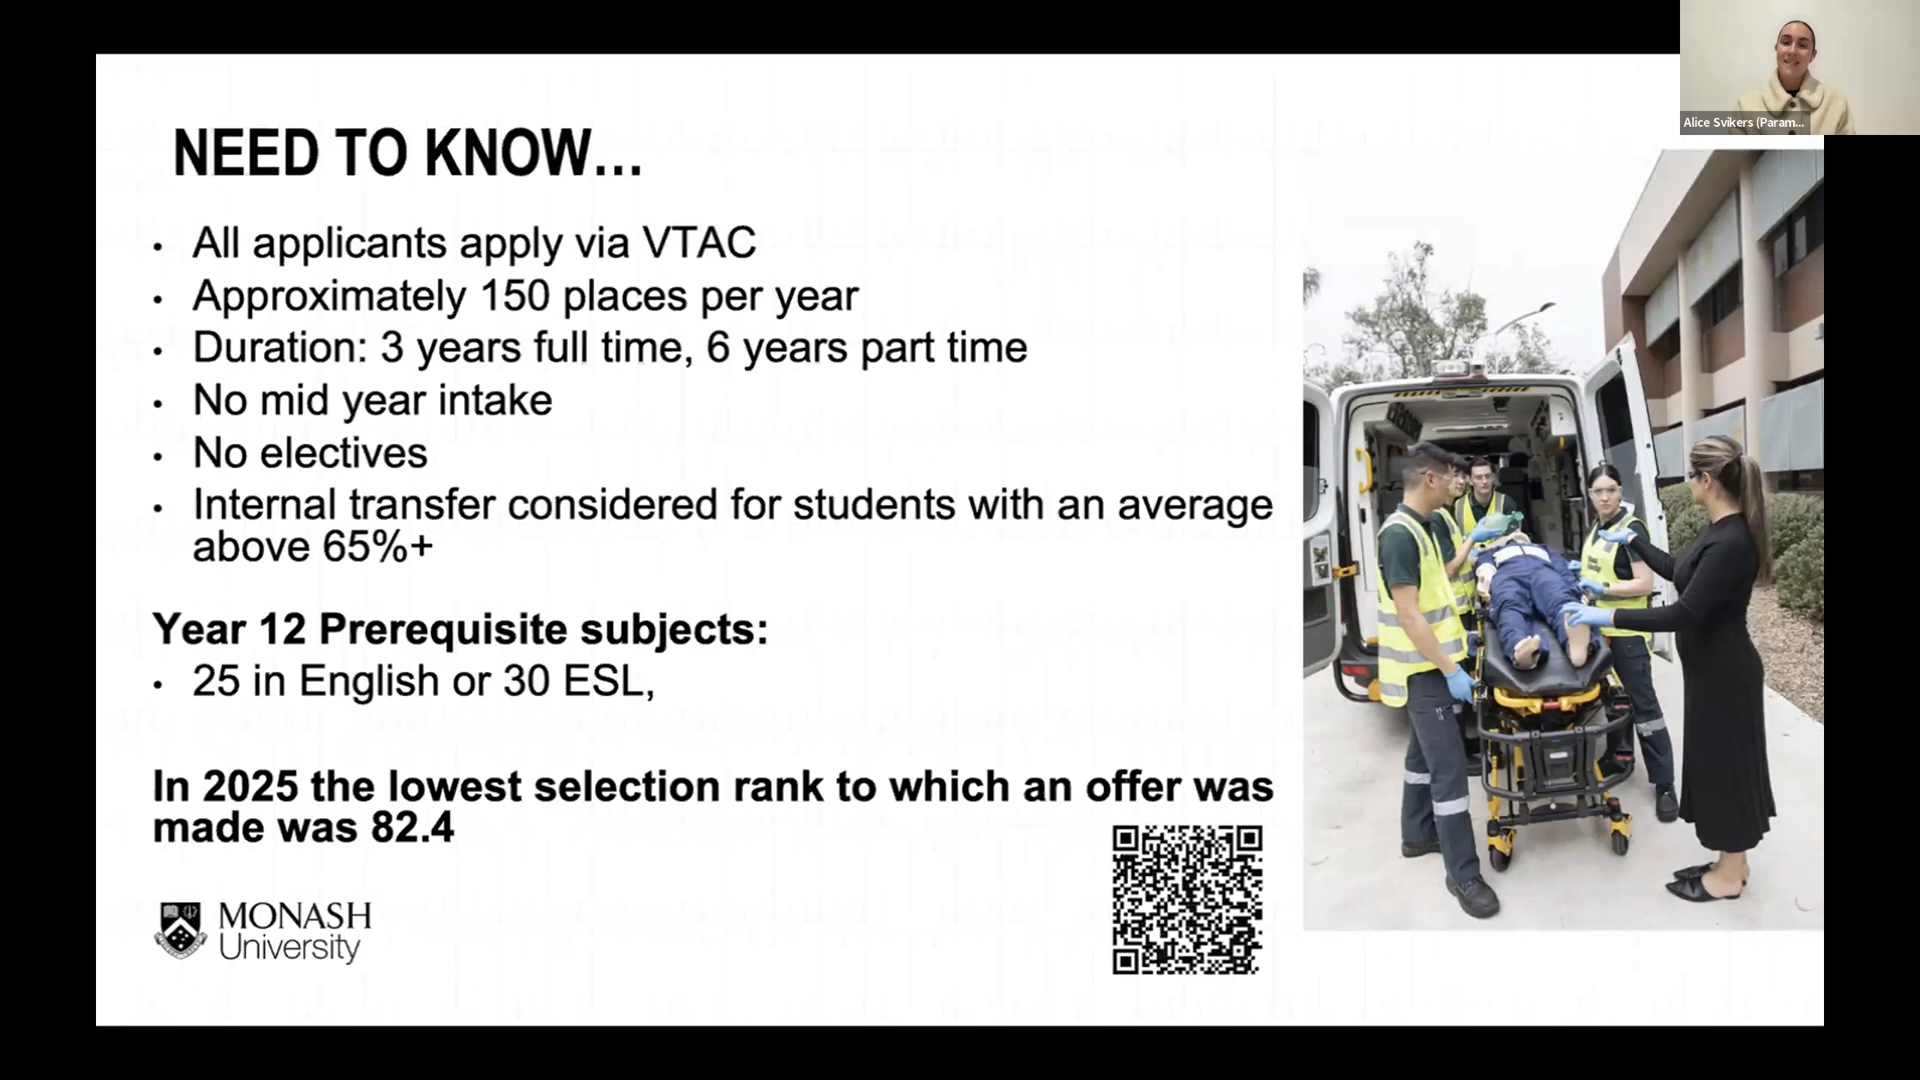 Alice Svikers (Param...
NEED TO KNOW...
• All applicants apply via VTAC
• Approximately 150 places per year
• Duration: 3 years full time, 6 years part time
• No mid year intake
• No electives
• Internal transfer considered for students with an average
above 65%+
Year 12 Prerequisite subjects:
• 25 in English or 30 ESL,
In 2025 the lowest selection rank to which an offer was
made was 82.4
MONASH
University